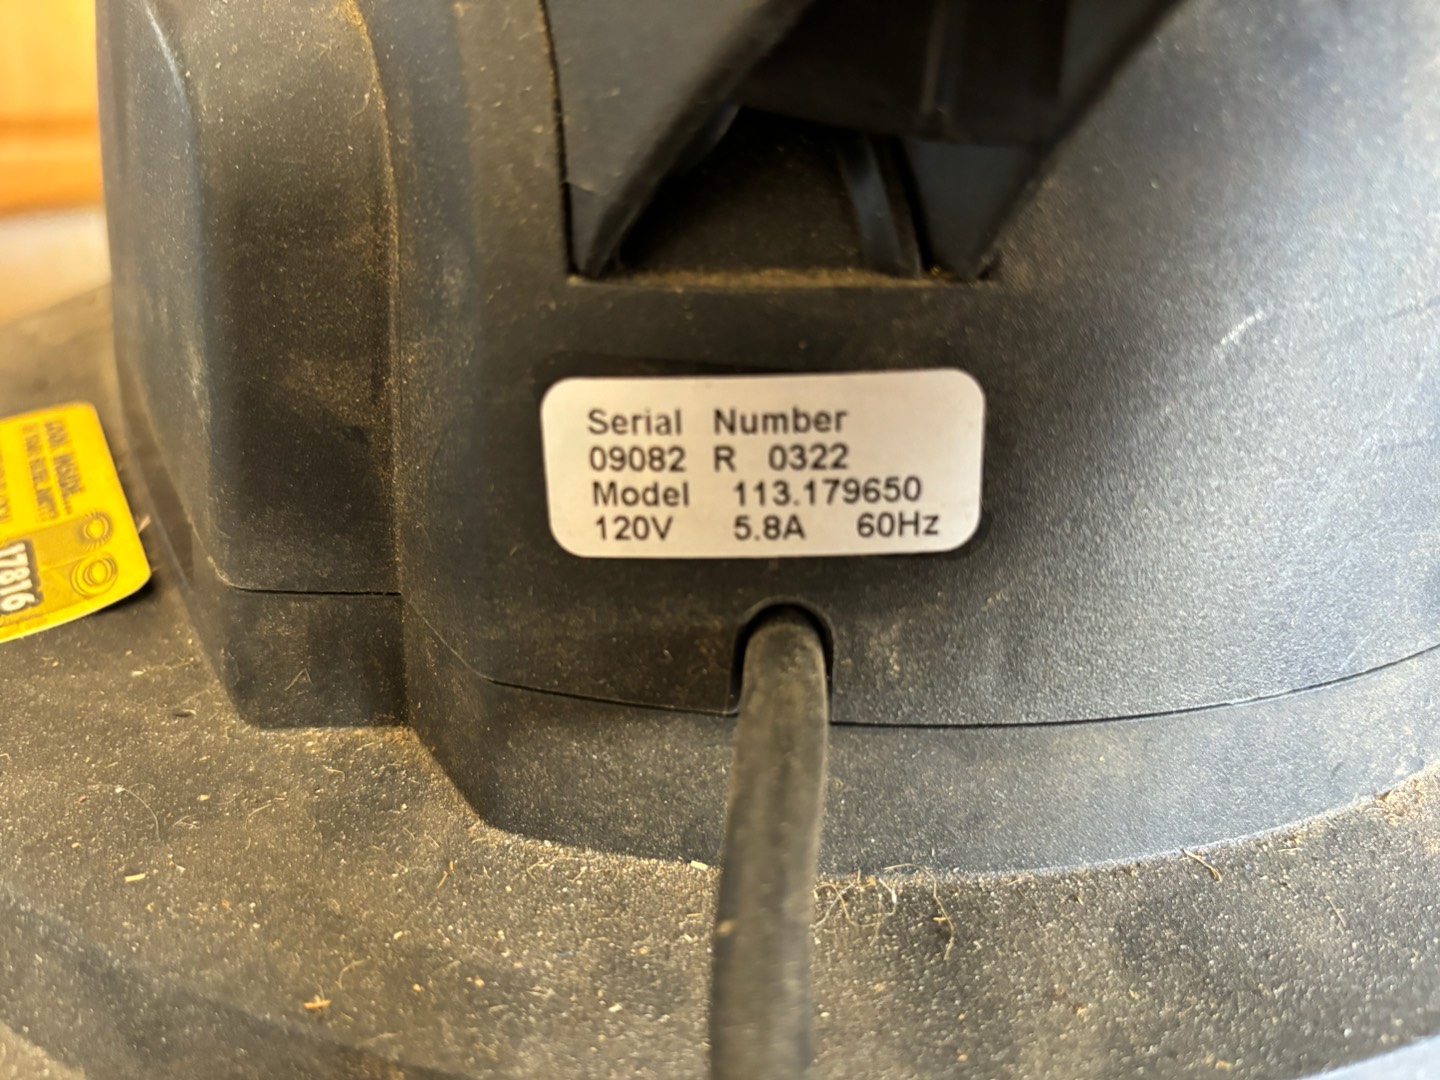 Serial Number
09082 R 0322
Model 113.179650
120V 5.8A 60Hz
17816